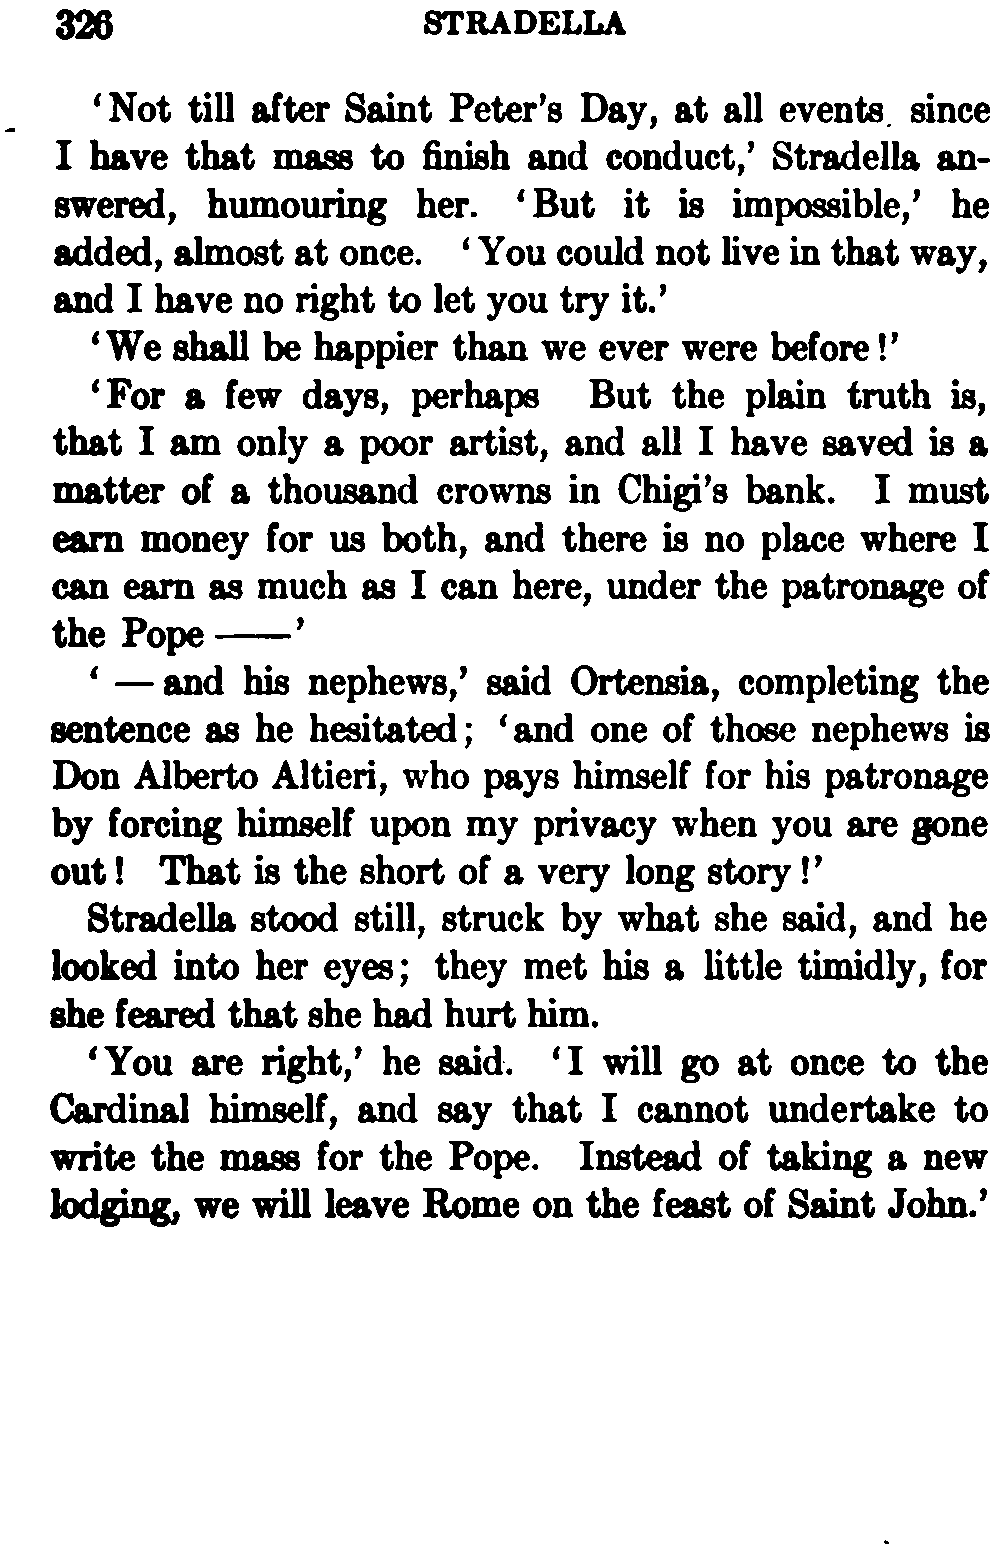 326 STRADELLA
‘Not till after Saint Peter’s Day, at all events. since
I have that mass to finish and conduct,’ Stradella an-
swered, humouring her. ‘But it is impossible,’ he
added, almost at once. ‘You could not live in that way,
and I have no right to let you try it.’
‘We shall be happier than we ever were before!’
‘For a few days, perhaps But the plain truth is,
that I am only a poor artist, and all I have saved is a
matter of a thousand crowns in Chigi’s bank. I must
earn money for us both, and there is no place where I
can earn as much as I can here, under the patronage of
the Pope ——’
‘ — and his nephews,’ said Ortensia, completing the
sentence as he hesitated; ‘and one of those nephews is
Don Alberto Altieri, who pays himself for his patronage
by forcing himself upon my privacy when you are gone
out! That is the short of a very long story!’
Stradella stood still, struck by what she said, and he
looked into her eyes; they met his a little timidly, for
she feared that she had hurt him.
‘You are right,’ he said. ‘I will go at once to the
Cardinal himself, and say that I cannot undertake to
write the mass for the Pope. Instead of taking a new
lodging, we will leave Rome on the feast of Saint John.’